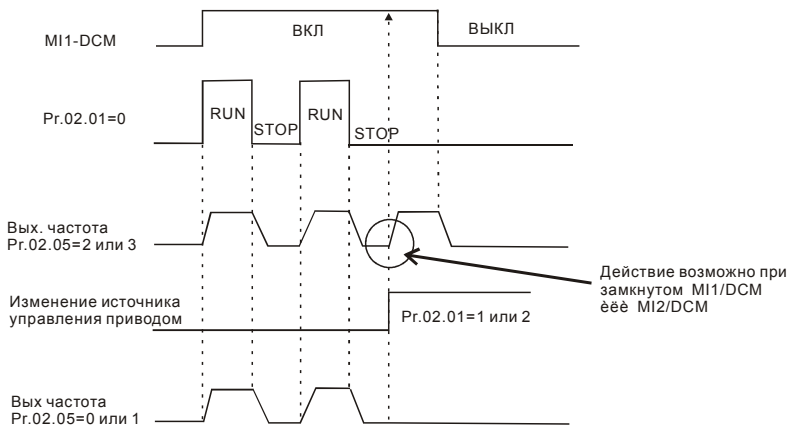 MI1-DCM
ВКЛ
ВЫКЛ
Pr.02.01=0
RUN
STOP
RUN
STOP
Вых. частота
Pr.02.05=2 или 3
Действие возможно при
замкнутом MI1/DCM
èëè MI2/DCM
Изменение источника
управления приводом
Pr.02.01=1 или 2
Вых частота
Pr.02.05=0 или 1